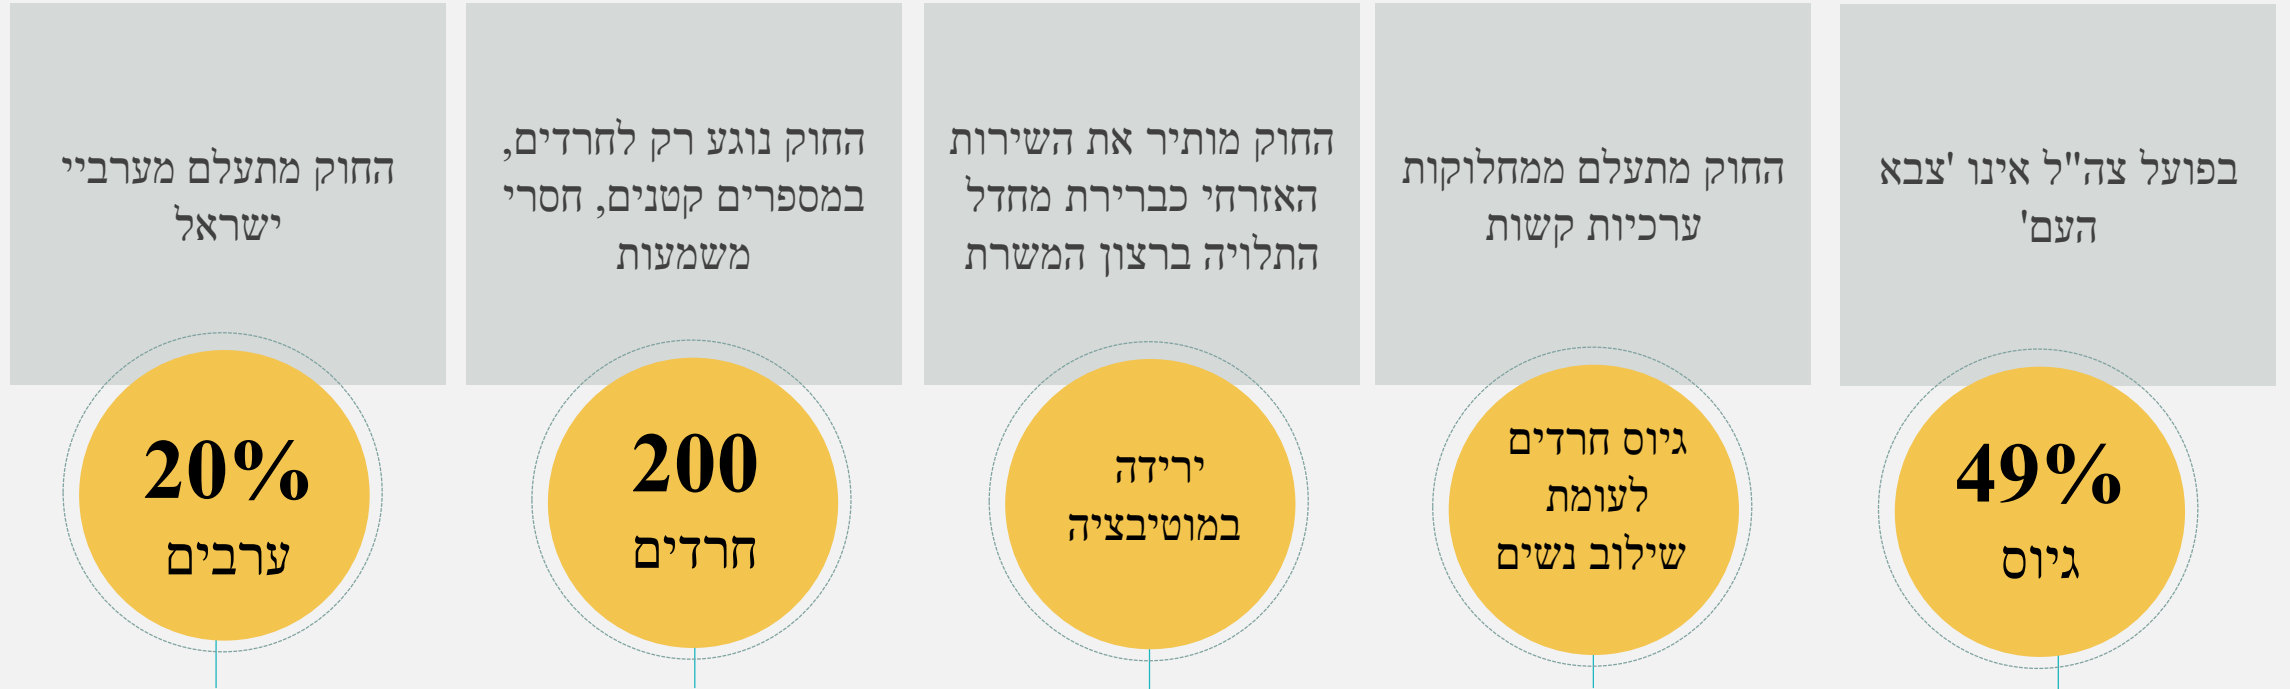 בפועל צה"ל אינו 'צבא
העם'
49%
גיוס
החוק מתעלם ממחלוקות
ערכיות קשות
גיוס חרדים
לעומת
שילוב נשים
החוק מותיר את השירות
האזרחי כברירת מחדל
התלויה ברצון המשרת
ירידה
במוטיבציה
החוק נוגע רק לחרדים,
במספרים קטנים, חסרי
משמעות
200
חרדים
החוק מתעלם מערביי
ישראל
20%
ערבים